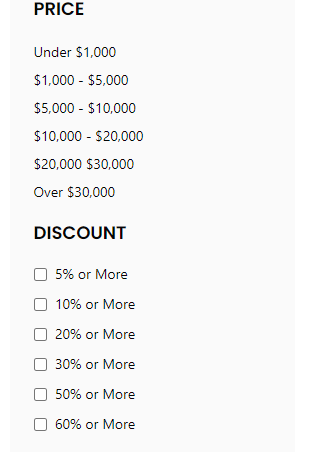 PRICE
Under $1,000
$1,000 - $5,000
$5,000 - $10,000
$10,000 - $20,000
$20,000 $30,000
Over $30,000
DISCOUNT
5% or More
10% or More
20% or More
30% or More
50% or More
60% or More